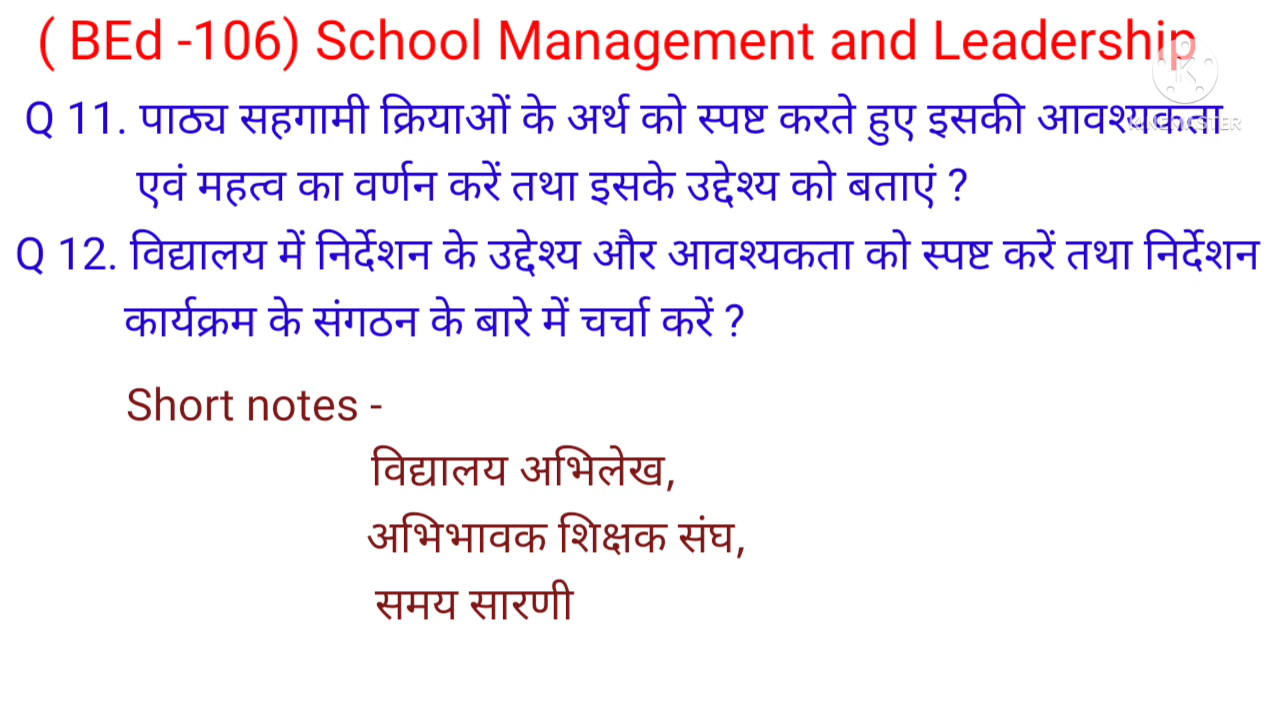 ( BEd -106) School Management and Leadership
Q 11. पाठ्य सहगामी क्रियाओं के अर्थ को स्पष्ट करते हुए इसकी आवश्यकता
KINEMASTER
एवं महत्व का वर्णन करें तथा इसके उद्देश्य को बताएं ?
Q 12. विद्यालय में निर्देशन के उद्देश्य और आवश्यकता को स्पष्ट करें तथा निर्देशन
कार्यक्रम के संगठन के बारे में चर्चा करें ?
Short notes -
विद्यालय अभिलेख,
अभिभावक शिक्षक संघ,
समय सारणी